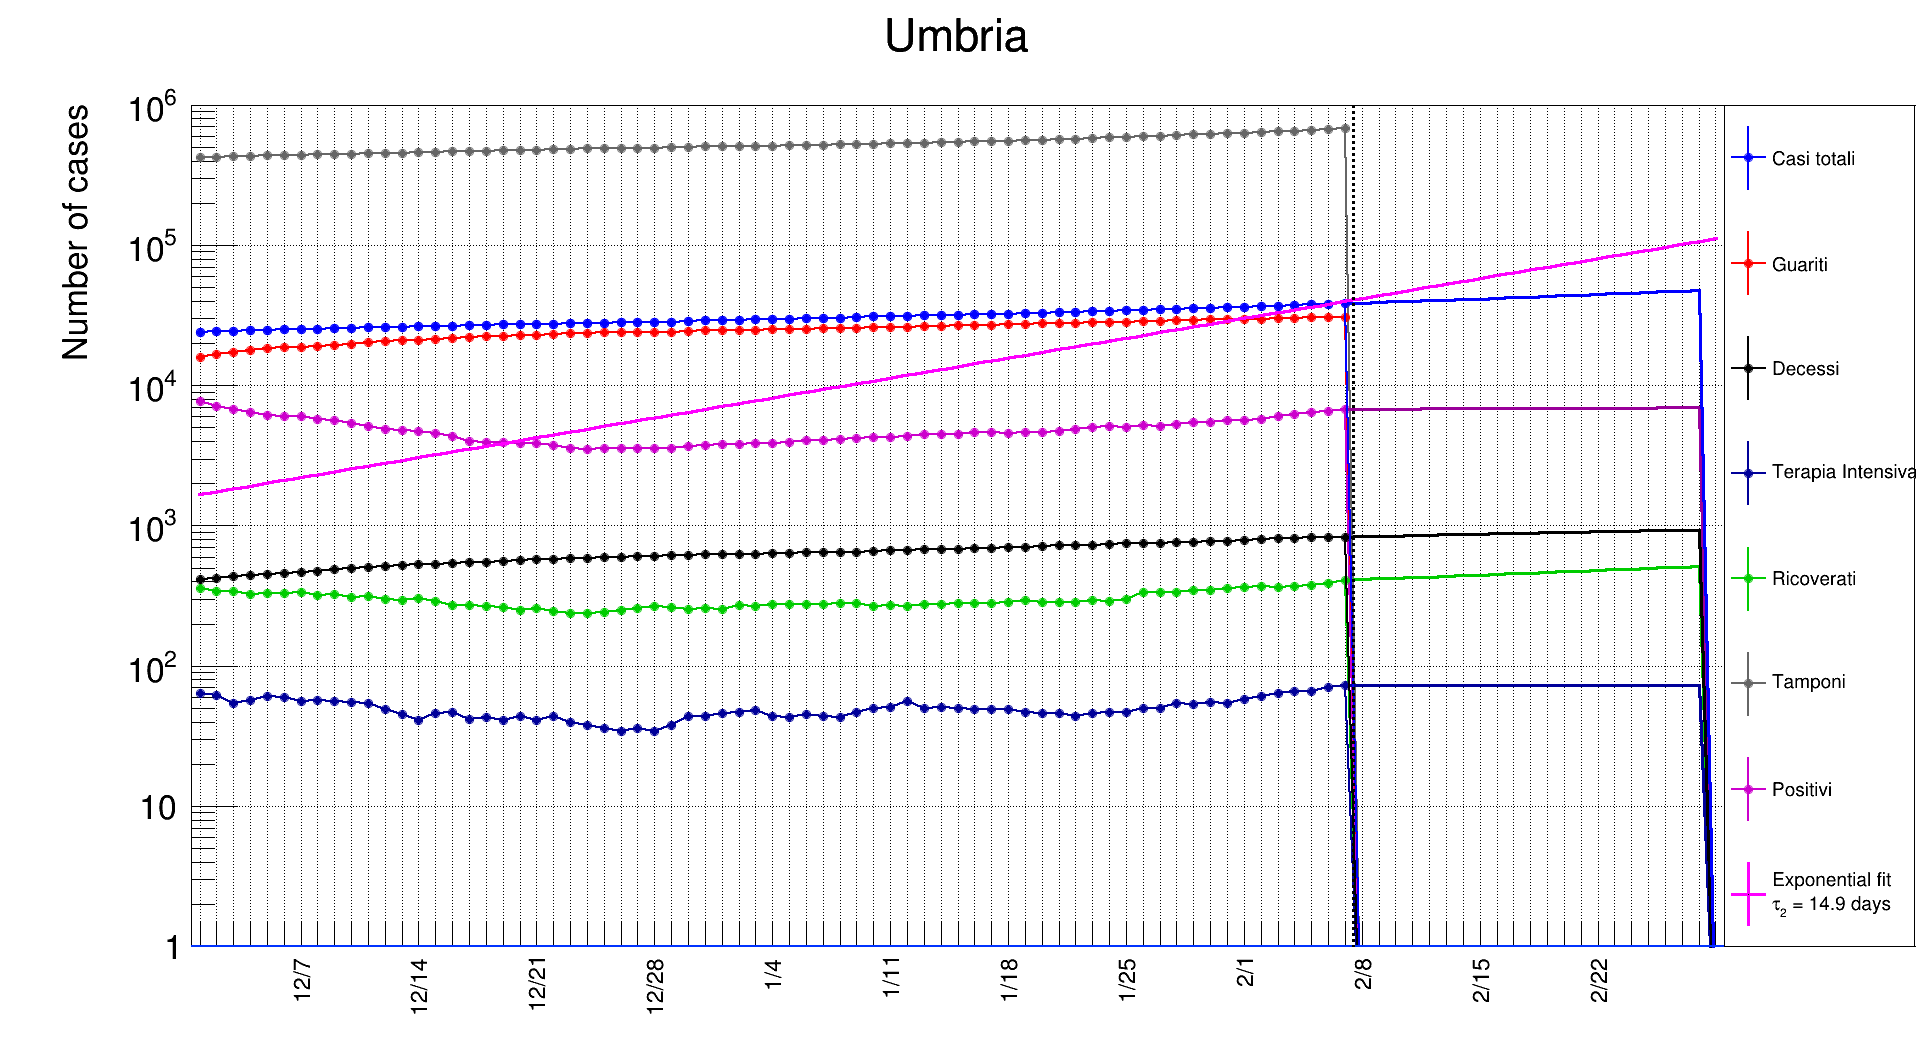 Umbria
Number of cases
10^6
10^5
10^4
10^3
10^2
10
1
12/7
12/14
12/21
12/28
1/4
1/11
1/18
1/25
2/1
2/8
2/15
2/22
Casi totali
Guariti
Decessi
Terapia Intensiva
Ricoverati
Tamponi
Positivi
Exponential fit
τ_2 = 14.9 days